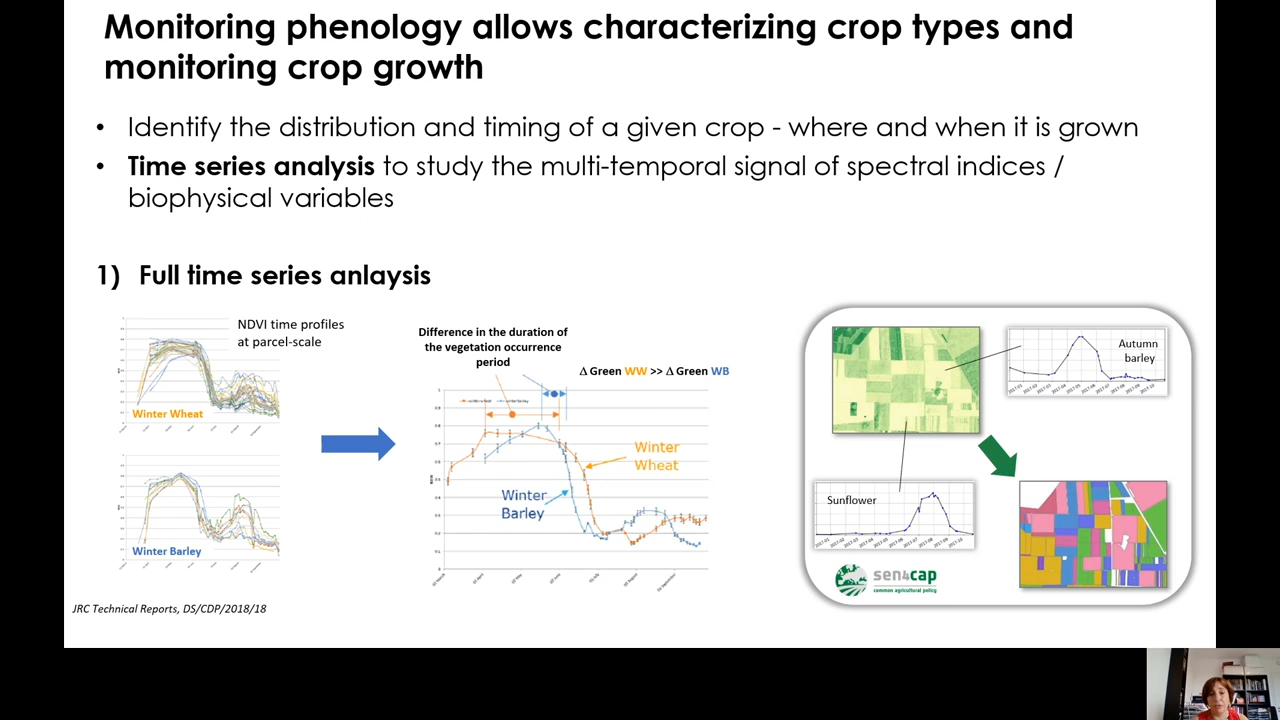 Monitoring phenology allows characterizing crop types and
monitoring crop growth
• Identify the distribution and timing of a given crop - where and when it is grown
• Time series analysis to study the multi-temporal signal of spectral indices /
biophysical variables
1) Full time series anlaysis
NDVI time profiles
at parcel-scale
Winter Wheat
Winter Barley
JRC Technical Reports, DS/CDP/2018/18
Difference in the duration of
the vegetation occurrence
period
Δ Green WW >> Δ Green WB
Winter
Wheat
Winter
Barley
Autumn
barley
Sunflower
sen4cap
common agricultural policy